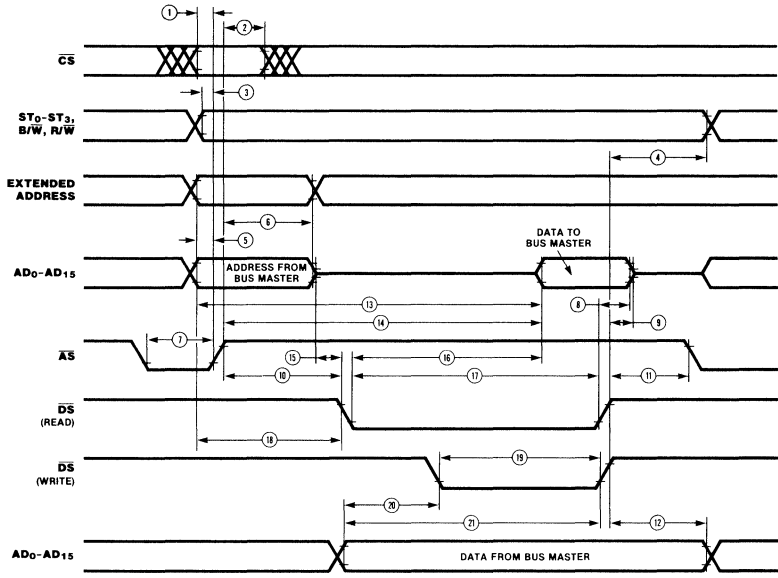 1
2
CS
3
ST0-ST3,
B/W, R/W
4
EXTENDED
ADDRESS
6
5
DATA TO
BUS MASTER
AD0-AD15
ADDRESS FROM
BUS MASTER
8
13
14
9
7
AS
15
16
10
17
11
DS
(READ)
18
19
DS
(WRITE)
20
21
12
AD0-AD15
DATA FROM BUS MASTER